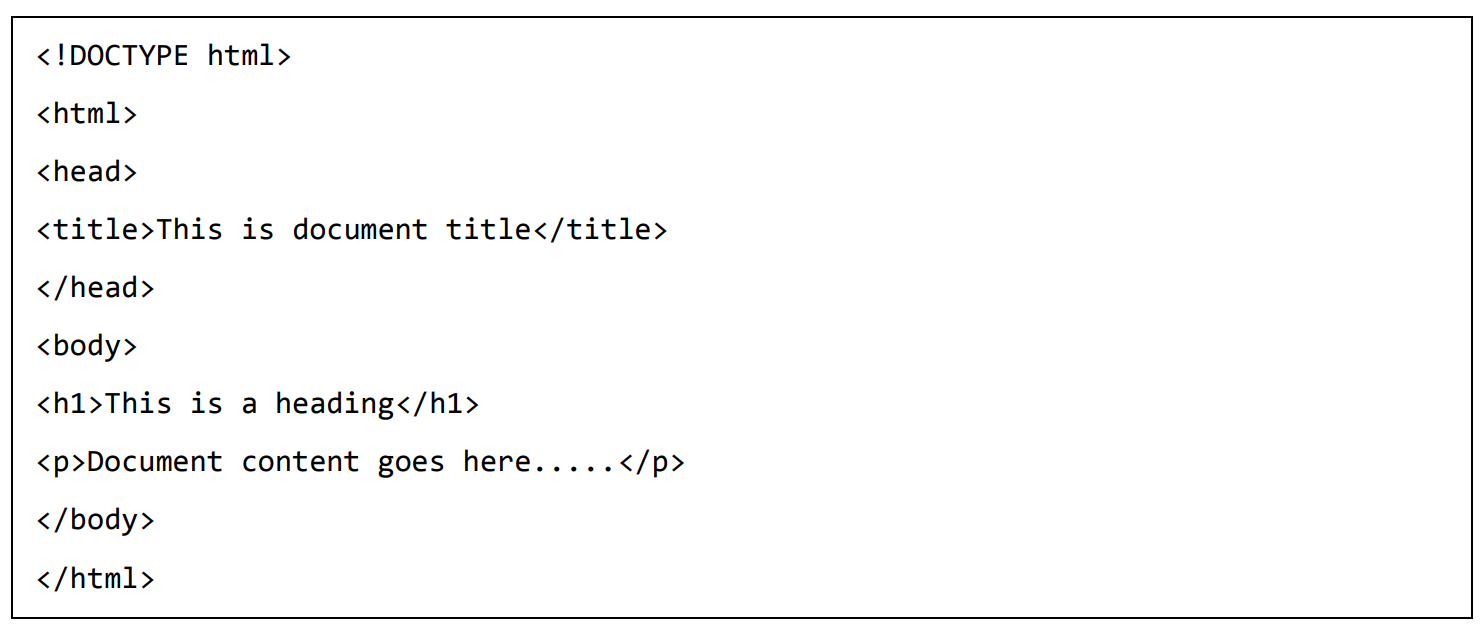 <!DOCTYPE html>
<html>
<head>
<title>This is document title</title>
</head>
<body>
<h1>This is a heading</h1>
<p>Document content goes here.....</p>
</body>
</html>